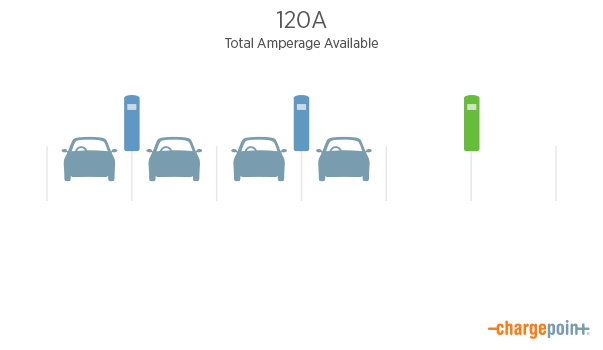 120A
Total Amperage Available
chargepoint